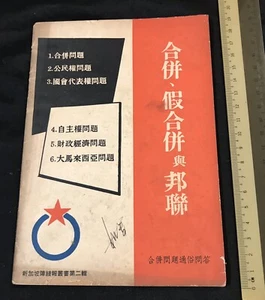 合併、假合併與邦聯
1.合併問題
2.公民權問題
3.國會代表權問題
4.自主權問題
5.財政經濟問題
6.大馬來西亞問題
合併問題通俗問答
新加坡陣綫報叢書第二輯